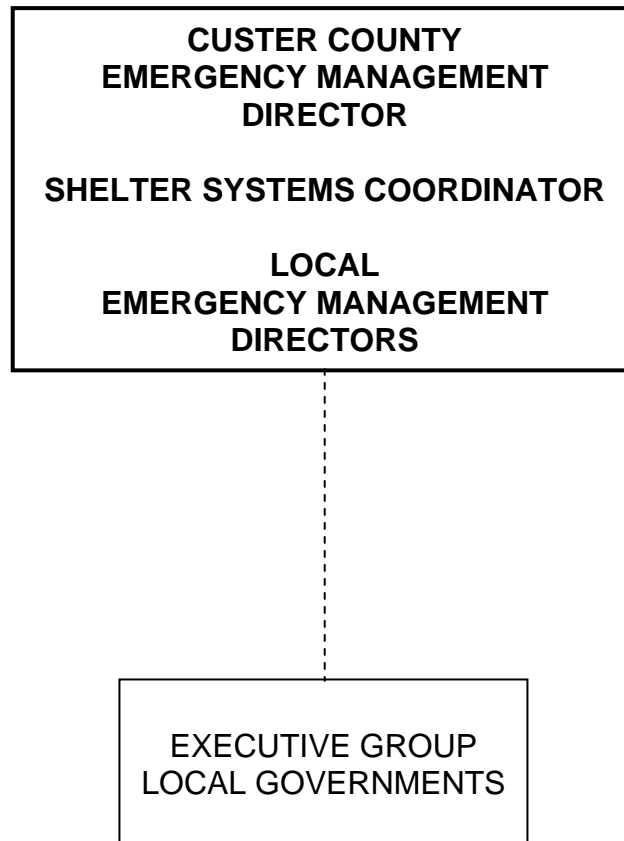 CUSTER COUNTY
EMERGENCY MANAGEMENT
DIRECTOR
SHELTER SYSTEMS COORDINATOR
LOCAL
EMERGENCY MANAGEMENT
DIRECTORS
EXECUTIVE GROUP
LOCAL GOVERNMENTS